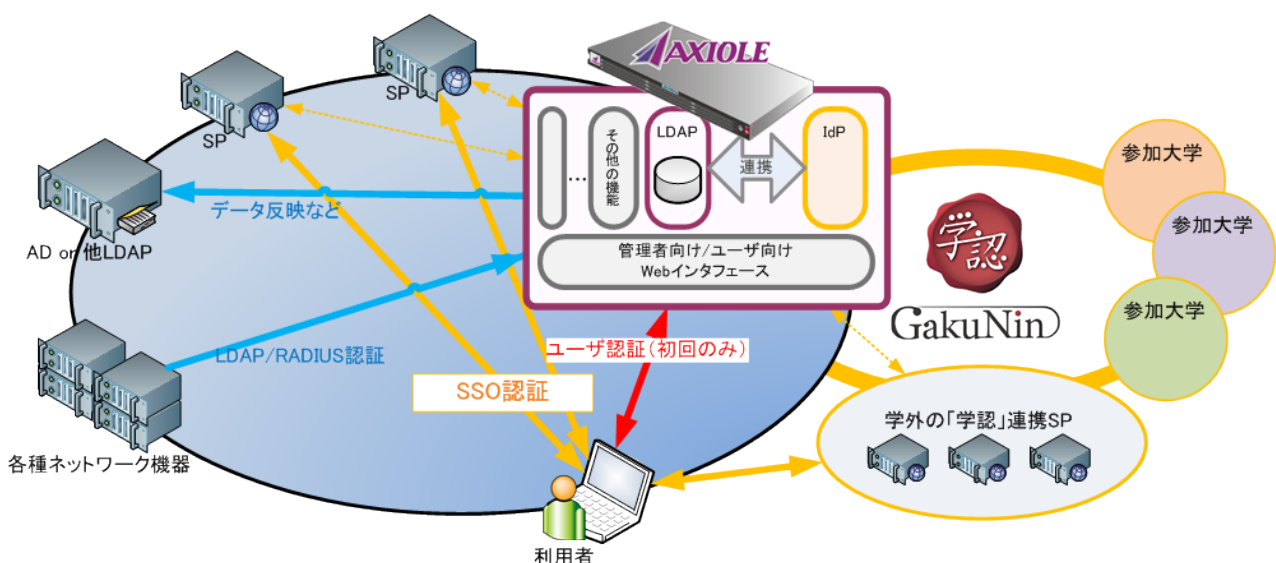 AXIOLE
SP
SP
その他の機能
...
LDAP
連携
IdP
管理者向け/ユーザ向け
Webインタフェース
AD or 他LDAP
データ反映など
LDAP/RADIUS認証
各種ネットワーク機器
SSO認証
ユーザ認証(初回のみ)
利用者
学認
GakuNin
参加大学
参加大学
参加大学
学外の「学認」連携SP